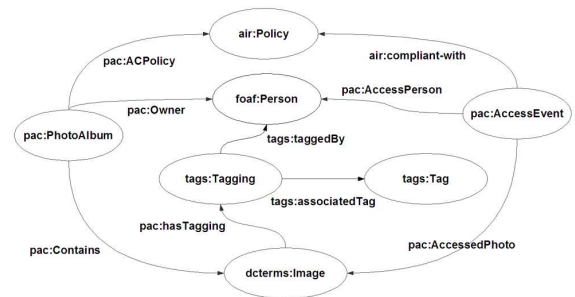 air:Policy
pac:ACPolicy
air:compliant-with
pac:AccessPerson
foaf:Person
pac:Owner
pac:PhotoAlbum
pac:AccessEvent
tags:taggedBy
tags:Tagging
tags:Tag
tags:associatedTag
pac:hasTagging
pac:Contains
pac:AccessedPhoto
dcterms:Image